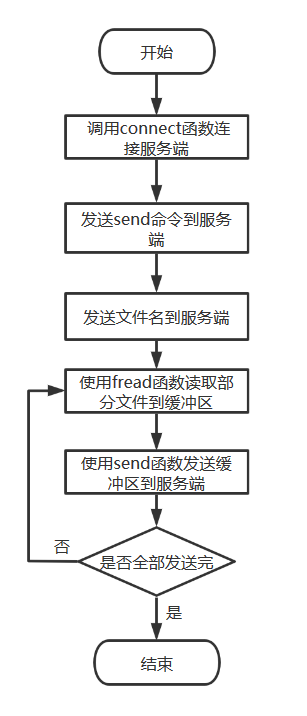 开始
调用connect函数连
接服务端
发送send命令到服务
端
发送文件名到服务端
使用fread函数读取部
分文件到缓冲区
使用send函数发送缓
冲区到服务端
否
是否全部发送完
是
结束